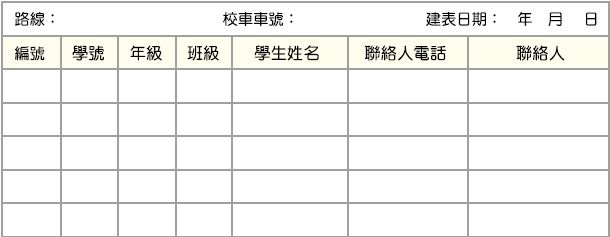 路線： 校車車號： 建表日期： 年 月 日
編號 學號 年級 班級 學生姓名 聯絡人電話 聯絡人